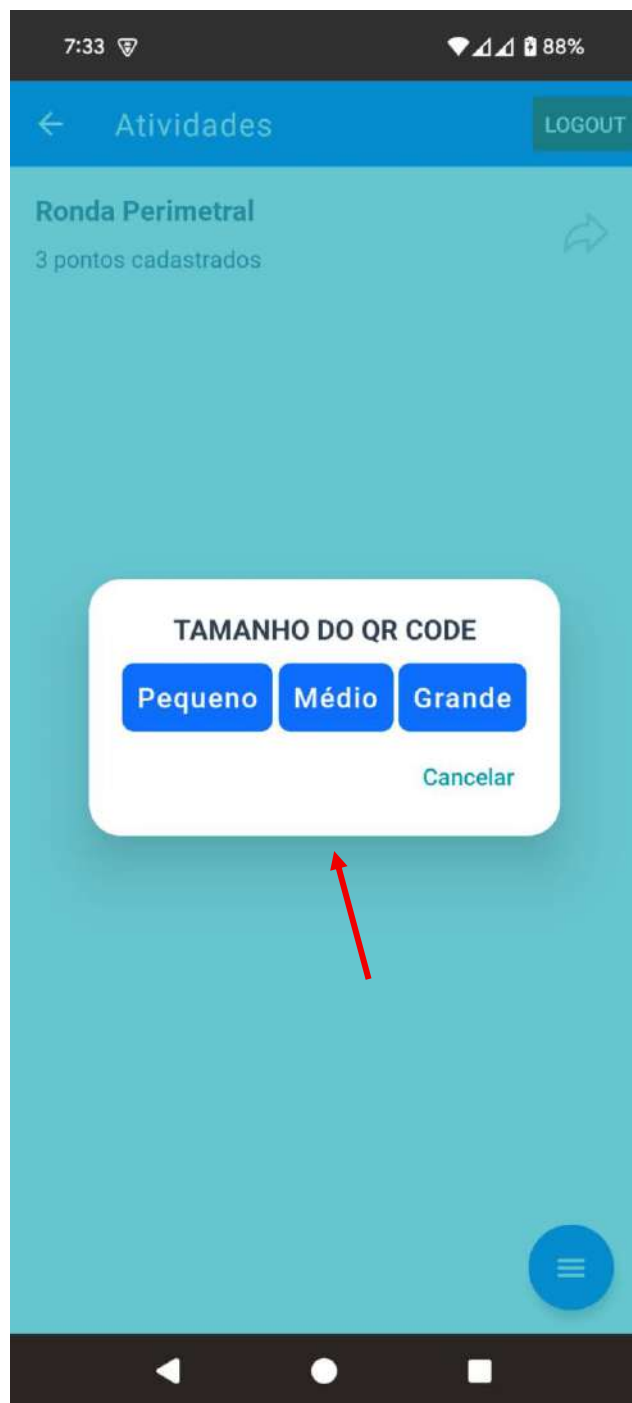 7:33 88%
Atividades LOGOUT
Ronda Perimetral
3 pontos cadastrados
TAMANHO DO QR CODE
Pequeno Médio Grande
Cancelar